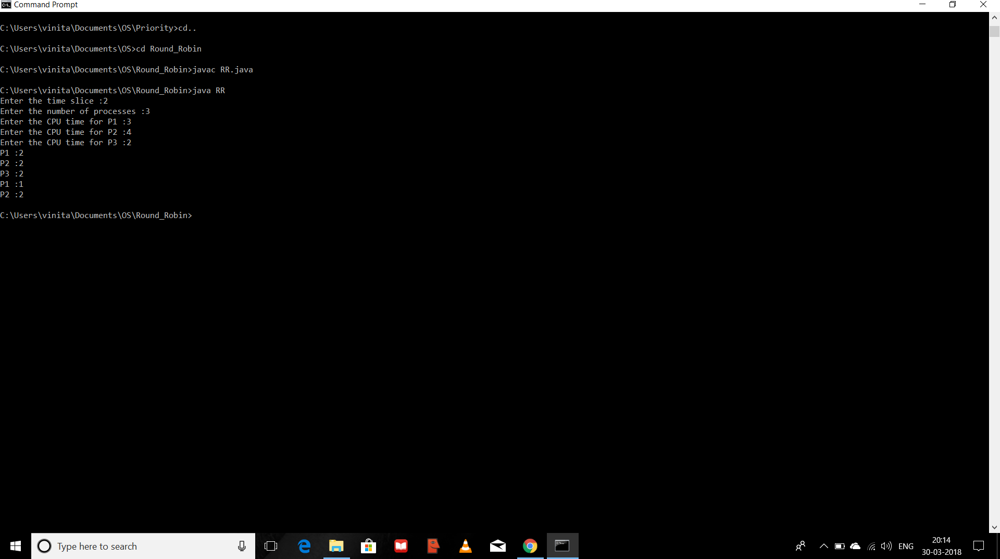 Command Prompt
C:\Users\vinita\Documents\OS\Priority>cd..
C:\Users\vinita\Documents\OS>cd Round_Robin
C:\Users\vinita\Documents\OS\Round_Robin>javac RR.java
C:\Users\vinita\Documents\OS\Round_Robin>java RR
Enter the time slice :2
Enter the number of processes :3
Enter the CPU time for P1 :3
Enter the CPU time for P2 :4
Enter the CPU time for P3 :2
P1 :2
P2 :2
P3 :2
P1 :1
P2 :2
C:\Users\vinita\Documents\OS\Round_Robin>
Type here to search
ENG
20:14
30-03-2018